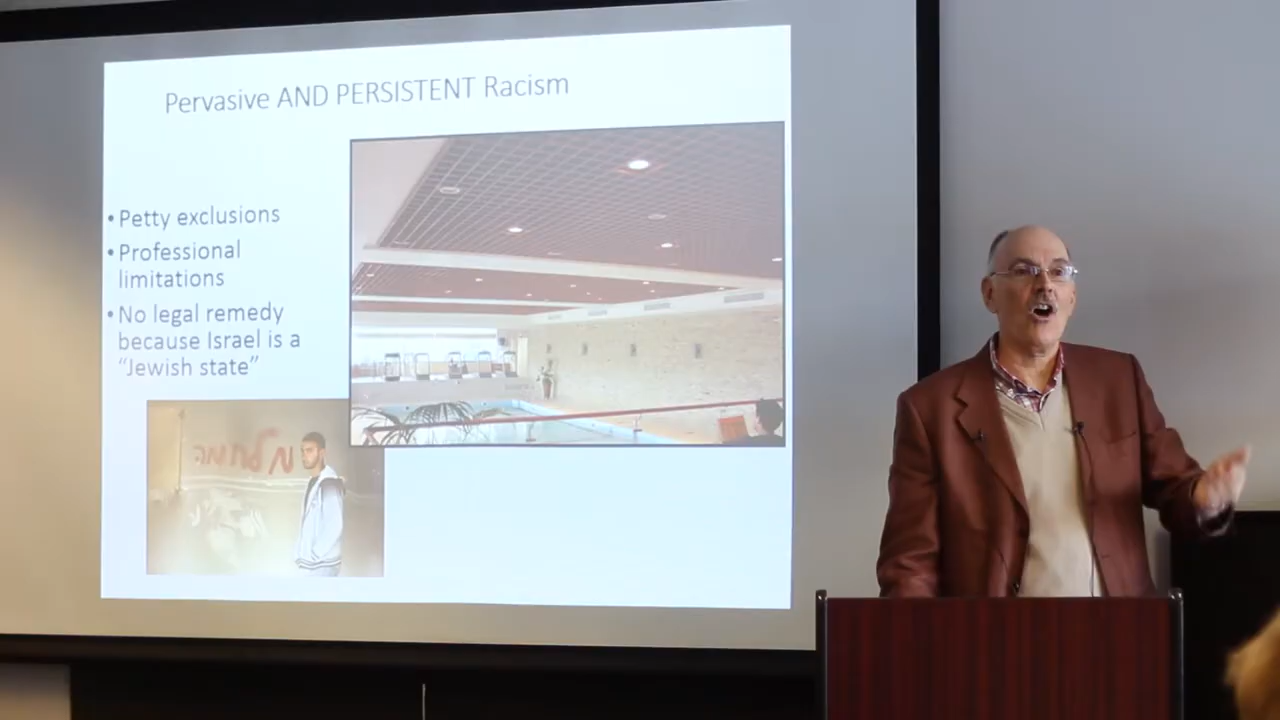 Pervasive AND PERSISTENT Racism
• Petty exclusions
• Professional
limitations
• No legal remedy
because Israel is a
“Jewish state”